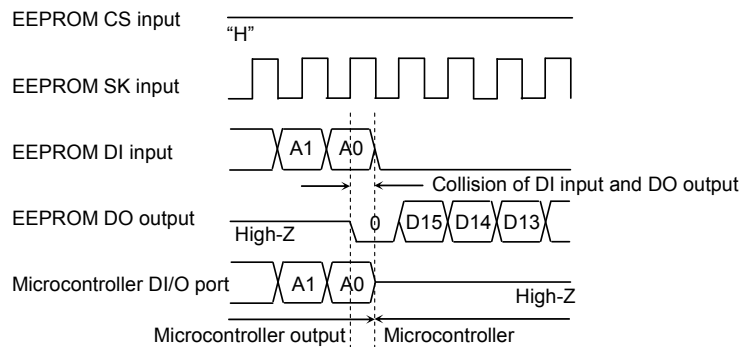 EEPROM CS input
“H”
EEPROM SK input
EEPROM DI input
A1 A0
Collision of DI input and DO output
EEPROM DO output
High-Z
0 D15 D14 D13
Microcontroller DI/O port
A1 A0
High-Z
Microcontroller output Microcontroller